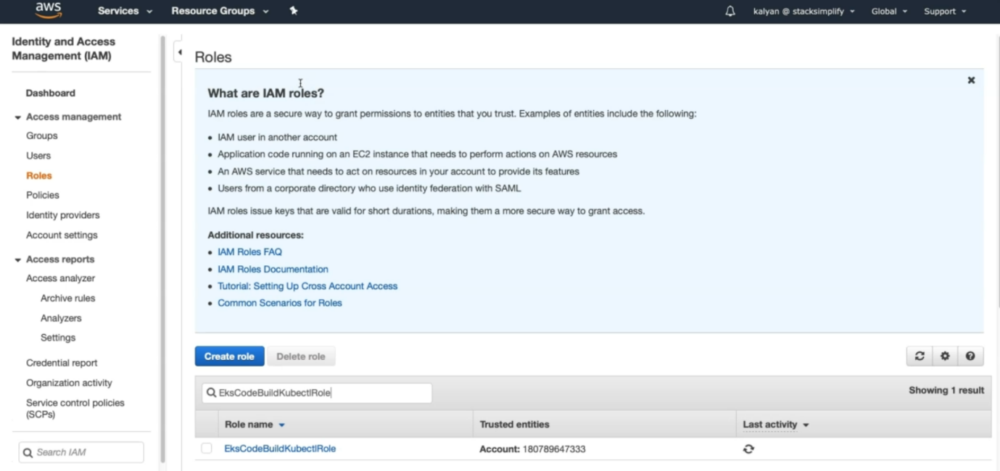 aws Services Resource Groups kalyan @ stacksimplify Global Support
Identity and Access
Management (IAM)
Dashboard
Access management
Groups
Users
Roles
Policies
Identity providers
Account settings
Access reports
Access analyzer
Archive rules
Analyzers
Settings
Credential report
Organization activity
Service control policies
(SCPs)
Search IAM
Roles
What are IAM roles?
IAM roles are a secure way to grant permissions to entities that you trust. Examples of entities include the following:
• IAM user in another account
• Application code running on an EC2 instance that needs to perform actions on AWS resources
• An AWS service that needs to act on resources in your account to provide its features
• Users from a corporate directory who use identity federation with SAML
IAM roles issue keys that are valid for short durations, making them a more secure way to grant access.
Additional resources:
• IAM Roles FAQ
• IAM Roles Documentation
• Tutorial: Setting Up Cross Account Access
• Common Scenarios for Roles
Create role Delete role
EksCodeBuildKubectlRole Showing 1 result
Role name Trusted entities Last activity
EksCodeBuildKubectlRole Account: 180789647333